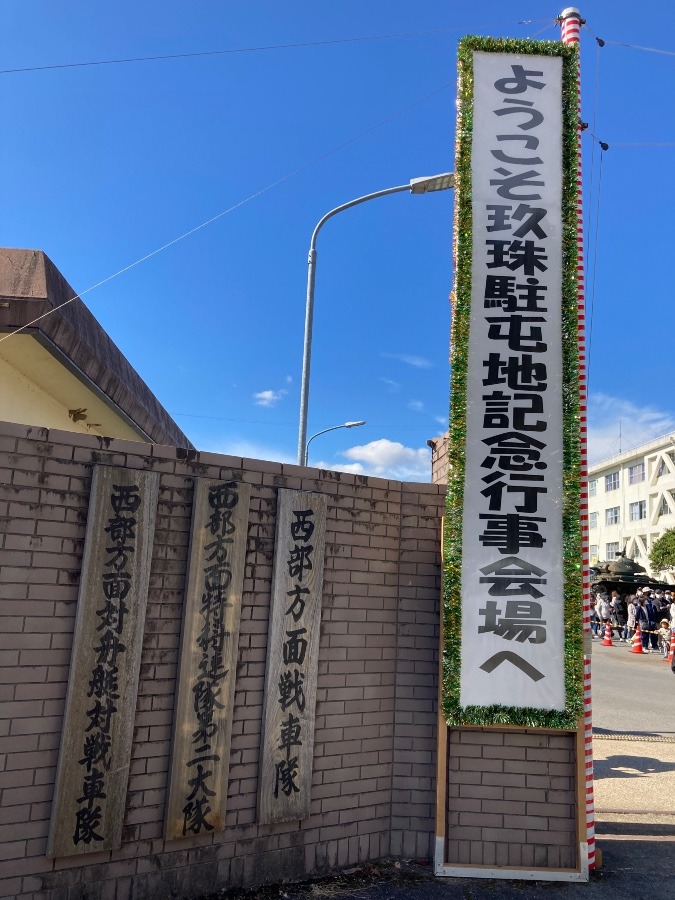 ようこそ玖珠駐屯地記念行事会場へ
西部方面戦車隊
西部方面特科連隊第二大隊
西部方面対舟艇対戦車隊